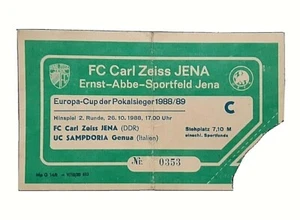 FC Carl Zeiss JENA
Ernst-Abbe-Sportfeld Jena
Europa-Cup der Pokalsieger 1988/89
C
Hinspiel 2. Runde, 26. 10. 1988, 17.00 Uhr
FC Carl Zeiss JENA (DDR)
UC SAMPDORIA Genua (Italien)
Stehplatz 7,10 M
einschl. Sportfonds
№ 0353